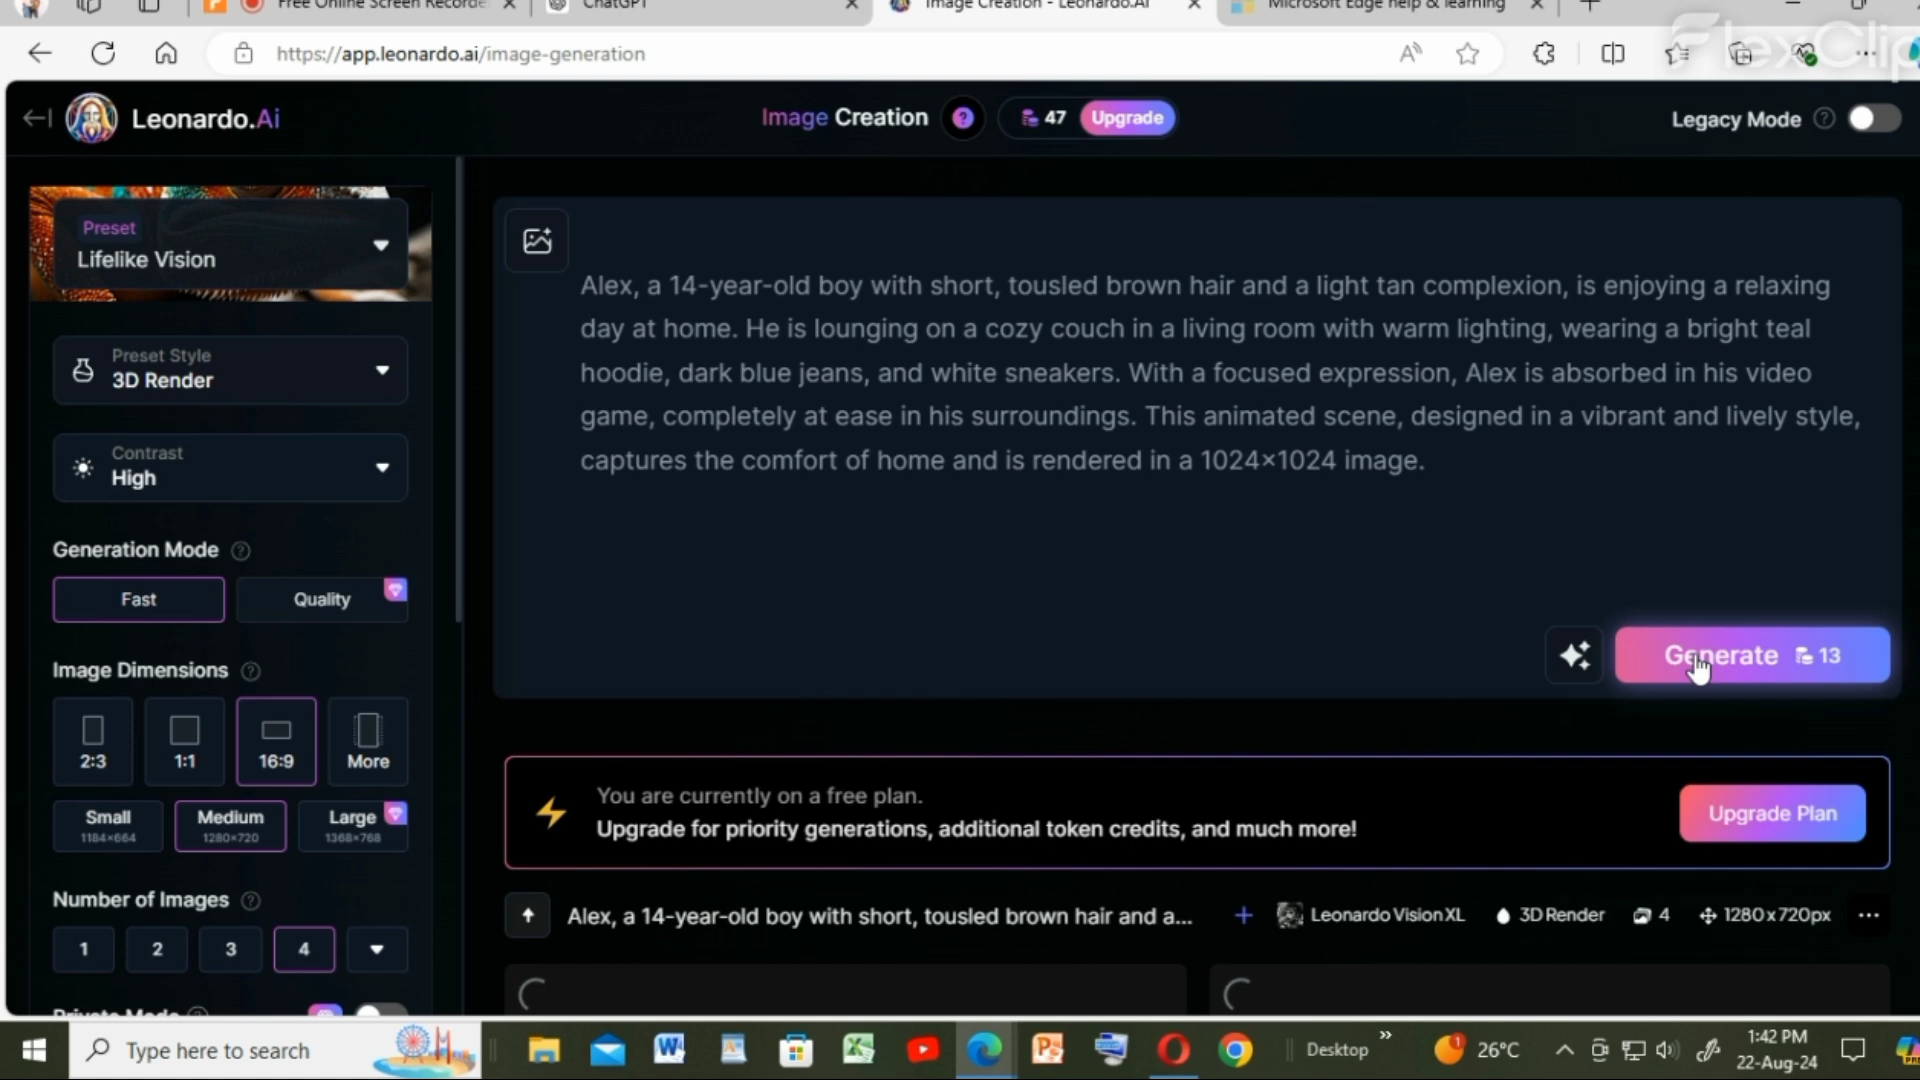 Free Online Screen Recorde
ChatGPT
Image Creation - Leonardo.Ai
Microsoft Edge help & learning
FlexClip
https://app.leonardo.ai/image-generation
Leonardo.Ai
Image Creation
?
47
Upgrade
Legacy Mode ?
Preset
Lifelike Vision
Preset Style
3D Render
Contrast
High
Generation Mode ?
Fast
Quality
Image Dimensions ?
2:3
1:1
16:9
More
Small
1184×664
Medium
1280×720
Large
1368×768
Number of Images ?
1
2
3
4
Private Mode ?
Alex, a 14-year-old boy with short, tousled brown hair and a light tan complexion, is enjoying a relaxing
day at home. He is lounging on a cozy couch in a living room with warm lighting, wearing a bright teal
hoodie, dark blue jeans, and white sneakers. With a focused expression, Alex is absorbed in his video
game, completely at ease in his surroundings. This animated scene, designed in a vibrant and lively style,
captures the comfort of home and is rendered in a 1024×1024 image.
Generate 13
You are currently on a free plan.
Upgrade for priority generations, additional token credits, and much more!
Upgrade Plan
Alex, a 14-year-old boy with short, tousled brown hair and a...
Leonardo Vision XL
3D Render
4
1280x720px
Type here to search
Desktop
1
26°C
1:42 PM
22-Aug-24
PRE